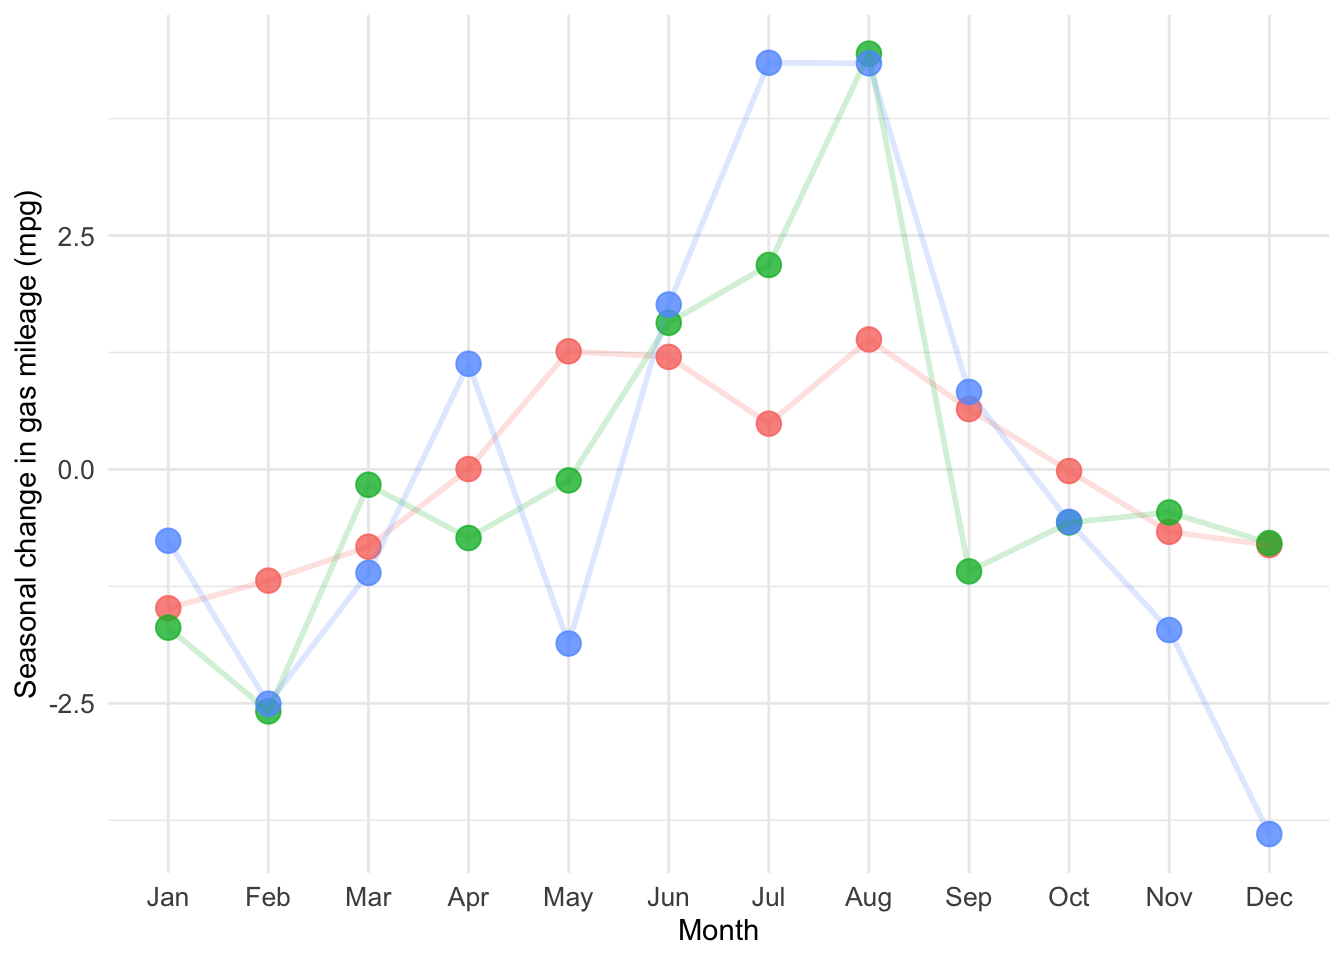 Seasonal change in gas mileage (mpg)
2.5
0.0
-2.5
Jan Feb Mar Apr May Jun Jul Aug Sep Oct Nov Dec
Month